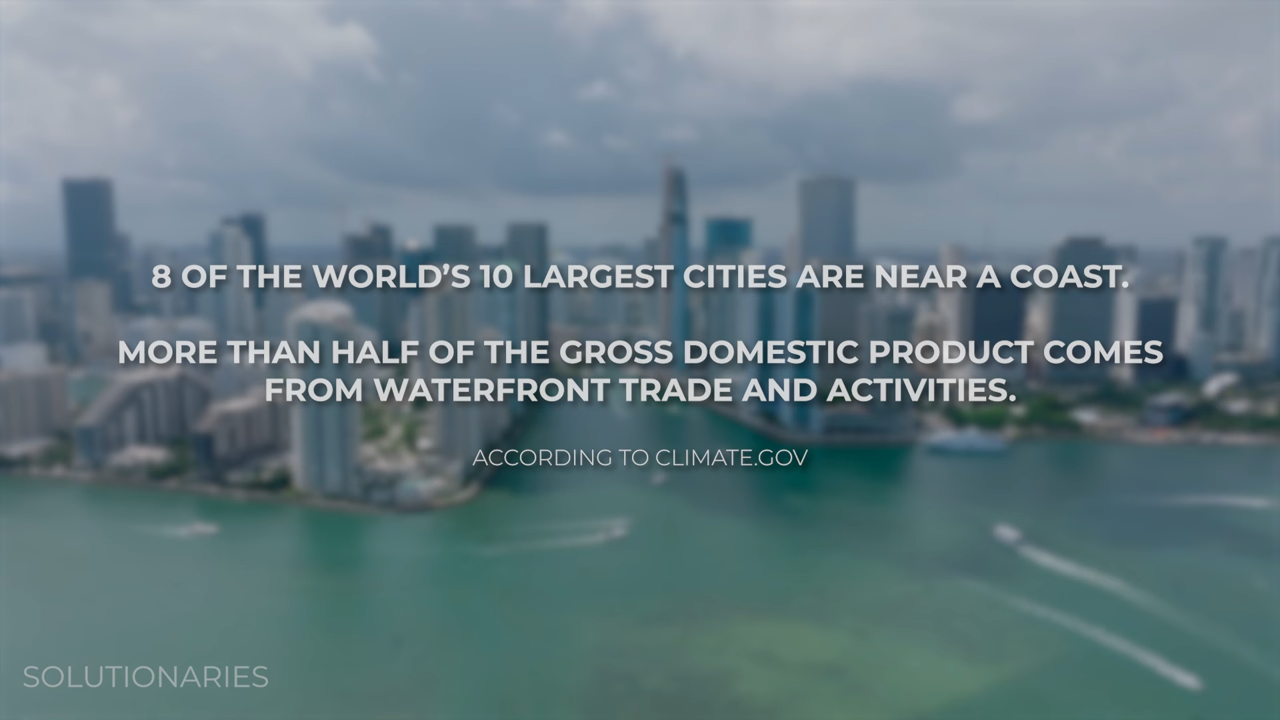 8 OF THE WORLD’S 10 LARGEST CITIES ARE NEAR A COAST.
MORE THAN HALF OF THE GROSS DOMESTIC PRODUCT COMES
FROM WATERFRONT TRADE AND ACTIVITIES.
ACCORDING TO CLIMATE.GOV
SOLUTIONARIES